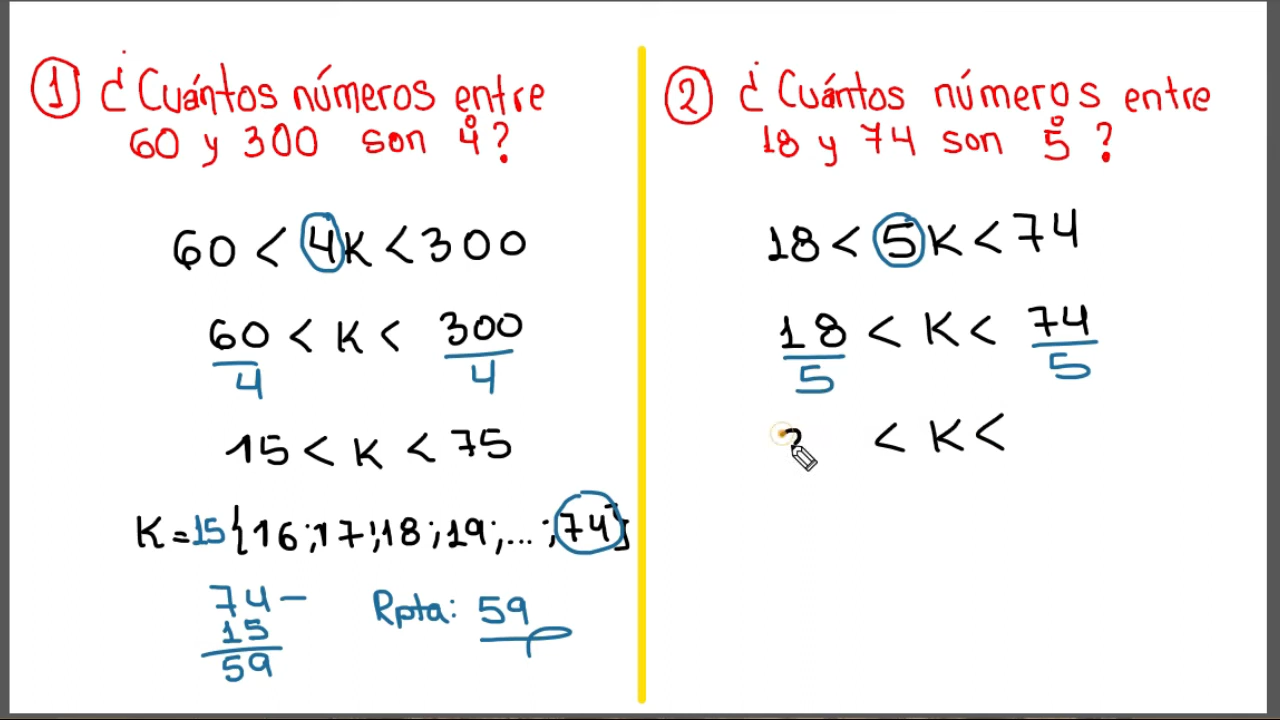 ① ¿Cuántos números entre
60 y 300 son 4̊?
60 < 4K < 300
60/4 < K < 300/4
15 < K < 75
K = 15 {16;17;18;19;...;74}
74 -
15
59
Rpta: 59
② ¿Cuántos números entre
18 y 74 son 5̊?
18 < 5K < 74
18/5 < K < 74/5
< K <